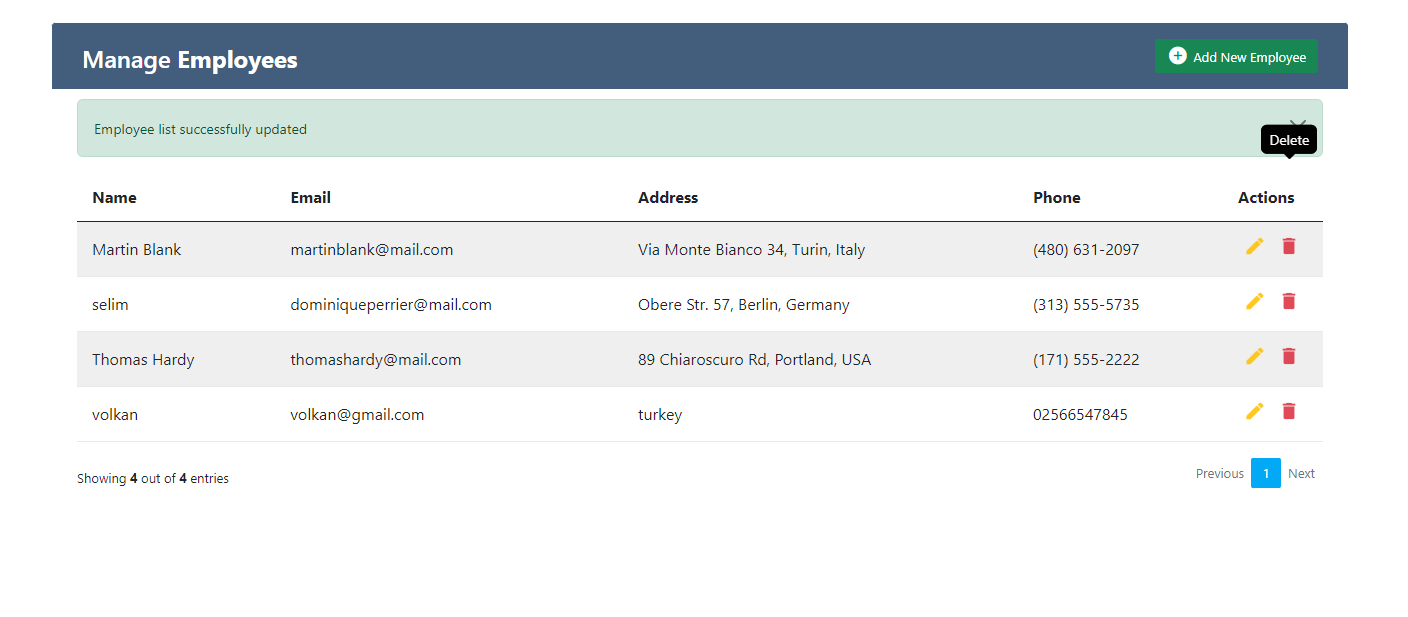 Manage Employees
Add New Employee
Employee list successfully updated
Delete
Name Email Address Phone Actions
Martin Blank martinblank@mail.com Via Monte Bianco 34, Turin, Italy (480) 631-2097
selim dominiqueperrier@mail.com Obere Str. 57, Berlin, Germany (313) 555-5735
Thomas Hardy thomashardy@mail.com 89 Chiaroscuro Rd, Portland, USA (171) 555-2222
volkan volkan@gmail.com turkey 02566547845
Showing 4 out of 4 entries
Previous 1 Next